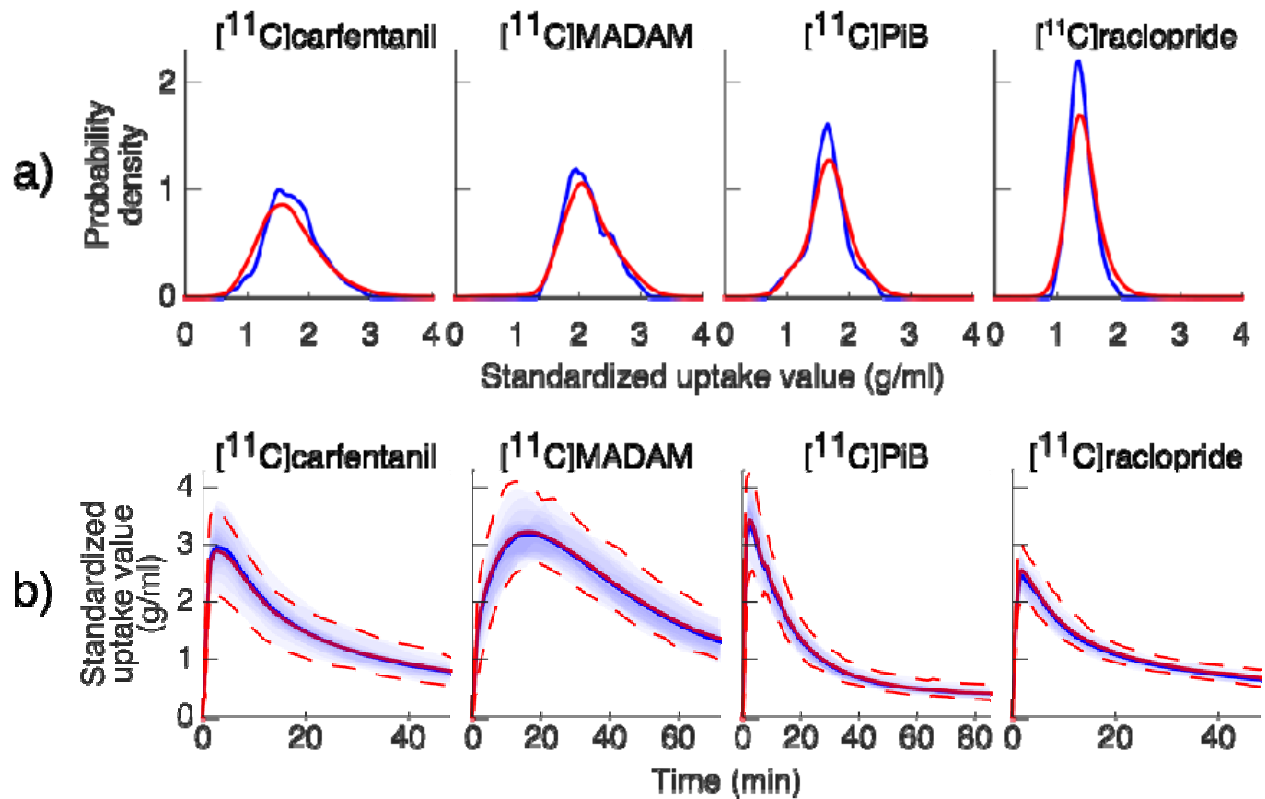 [11C]carfentanil [11C]MADAM [11C]PiB [11C]raclopride
a)
Probability
density
2
1
0
0 1 2 3 4 0 1 2 3 4 0 1 2 3 4 0 1 2 3 4
Standardized uptake value (g/ml)
[11C]carfentanil [11C]MADAM [11C]PiB [11C]raclopride
b)
Standardized
uptake value
(g/ml)
4
3
2
1
0
0 20 40 0 20 40 60 0 20 40 60 80 0 20 40
Time (min)